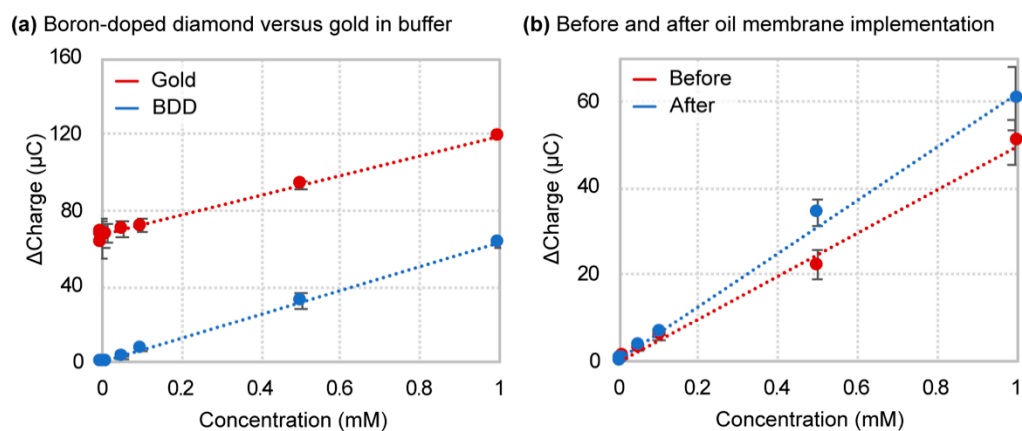 (a) Boron-doped diamond versus gold in buffer
160
120
80
40
0
ΔCharge (µC)
Gold
BDD
0 0.2 0.4 0.6 0.8 1
Concentration (mM)
(b) Before and after oil membrane implementation
60
40
20
0
ΔCharge (µC)
Before
After
0 0.2 0.4 0.6 0.8 1
Concentration (mM)